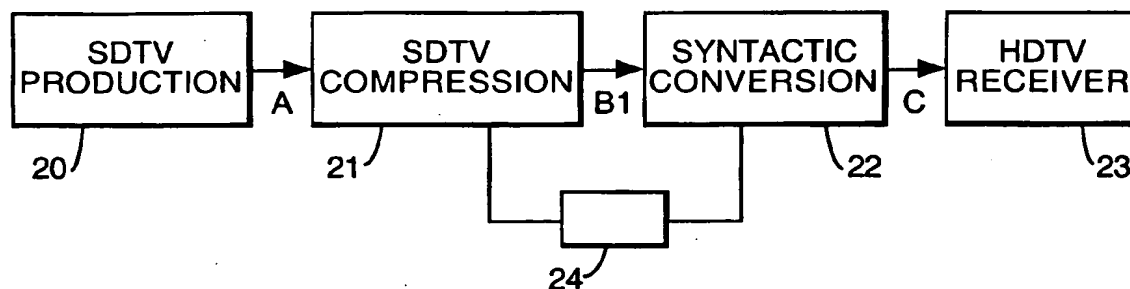 SDTV
PRODUCTION
A
SDTV
COMPRESSION
B1
SYNTACTIC
CONVERSION
C
HDTV
RECEIVER
20
21
22
23
24